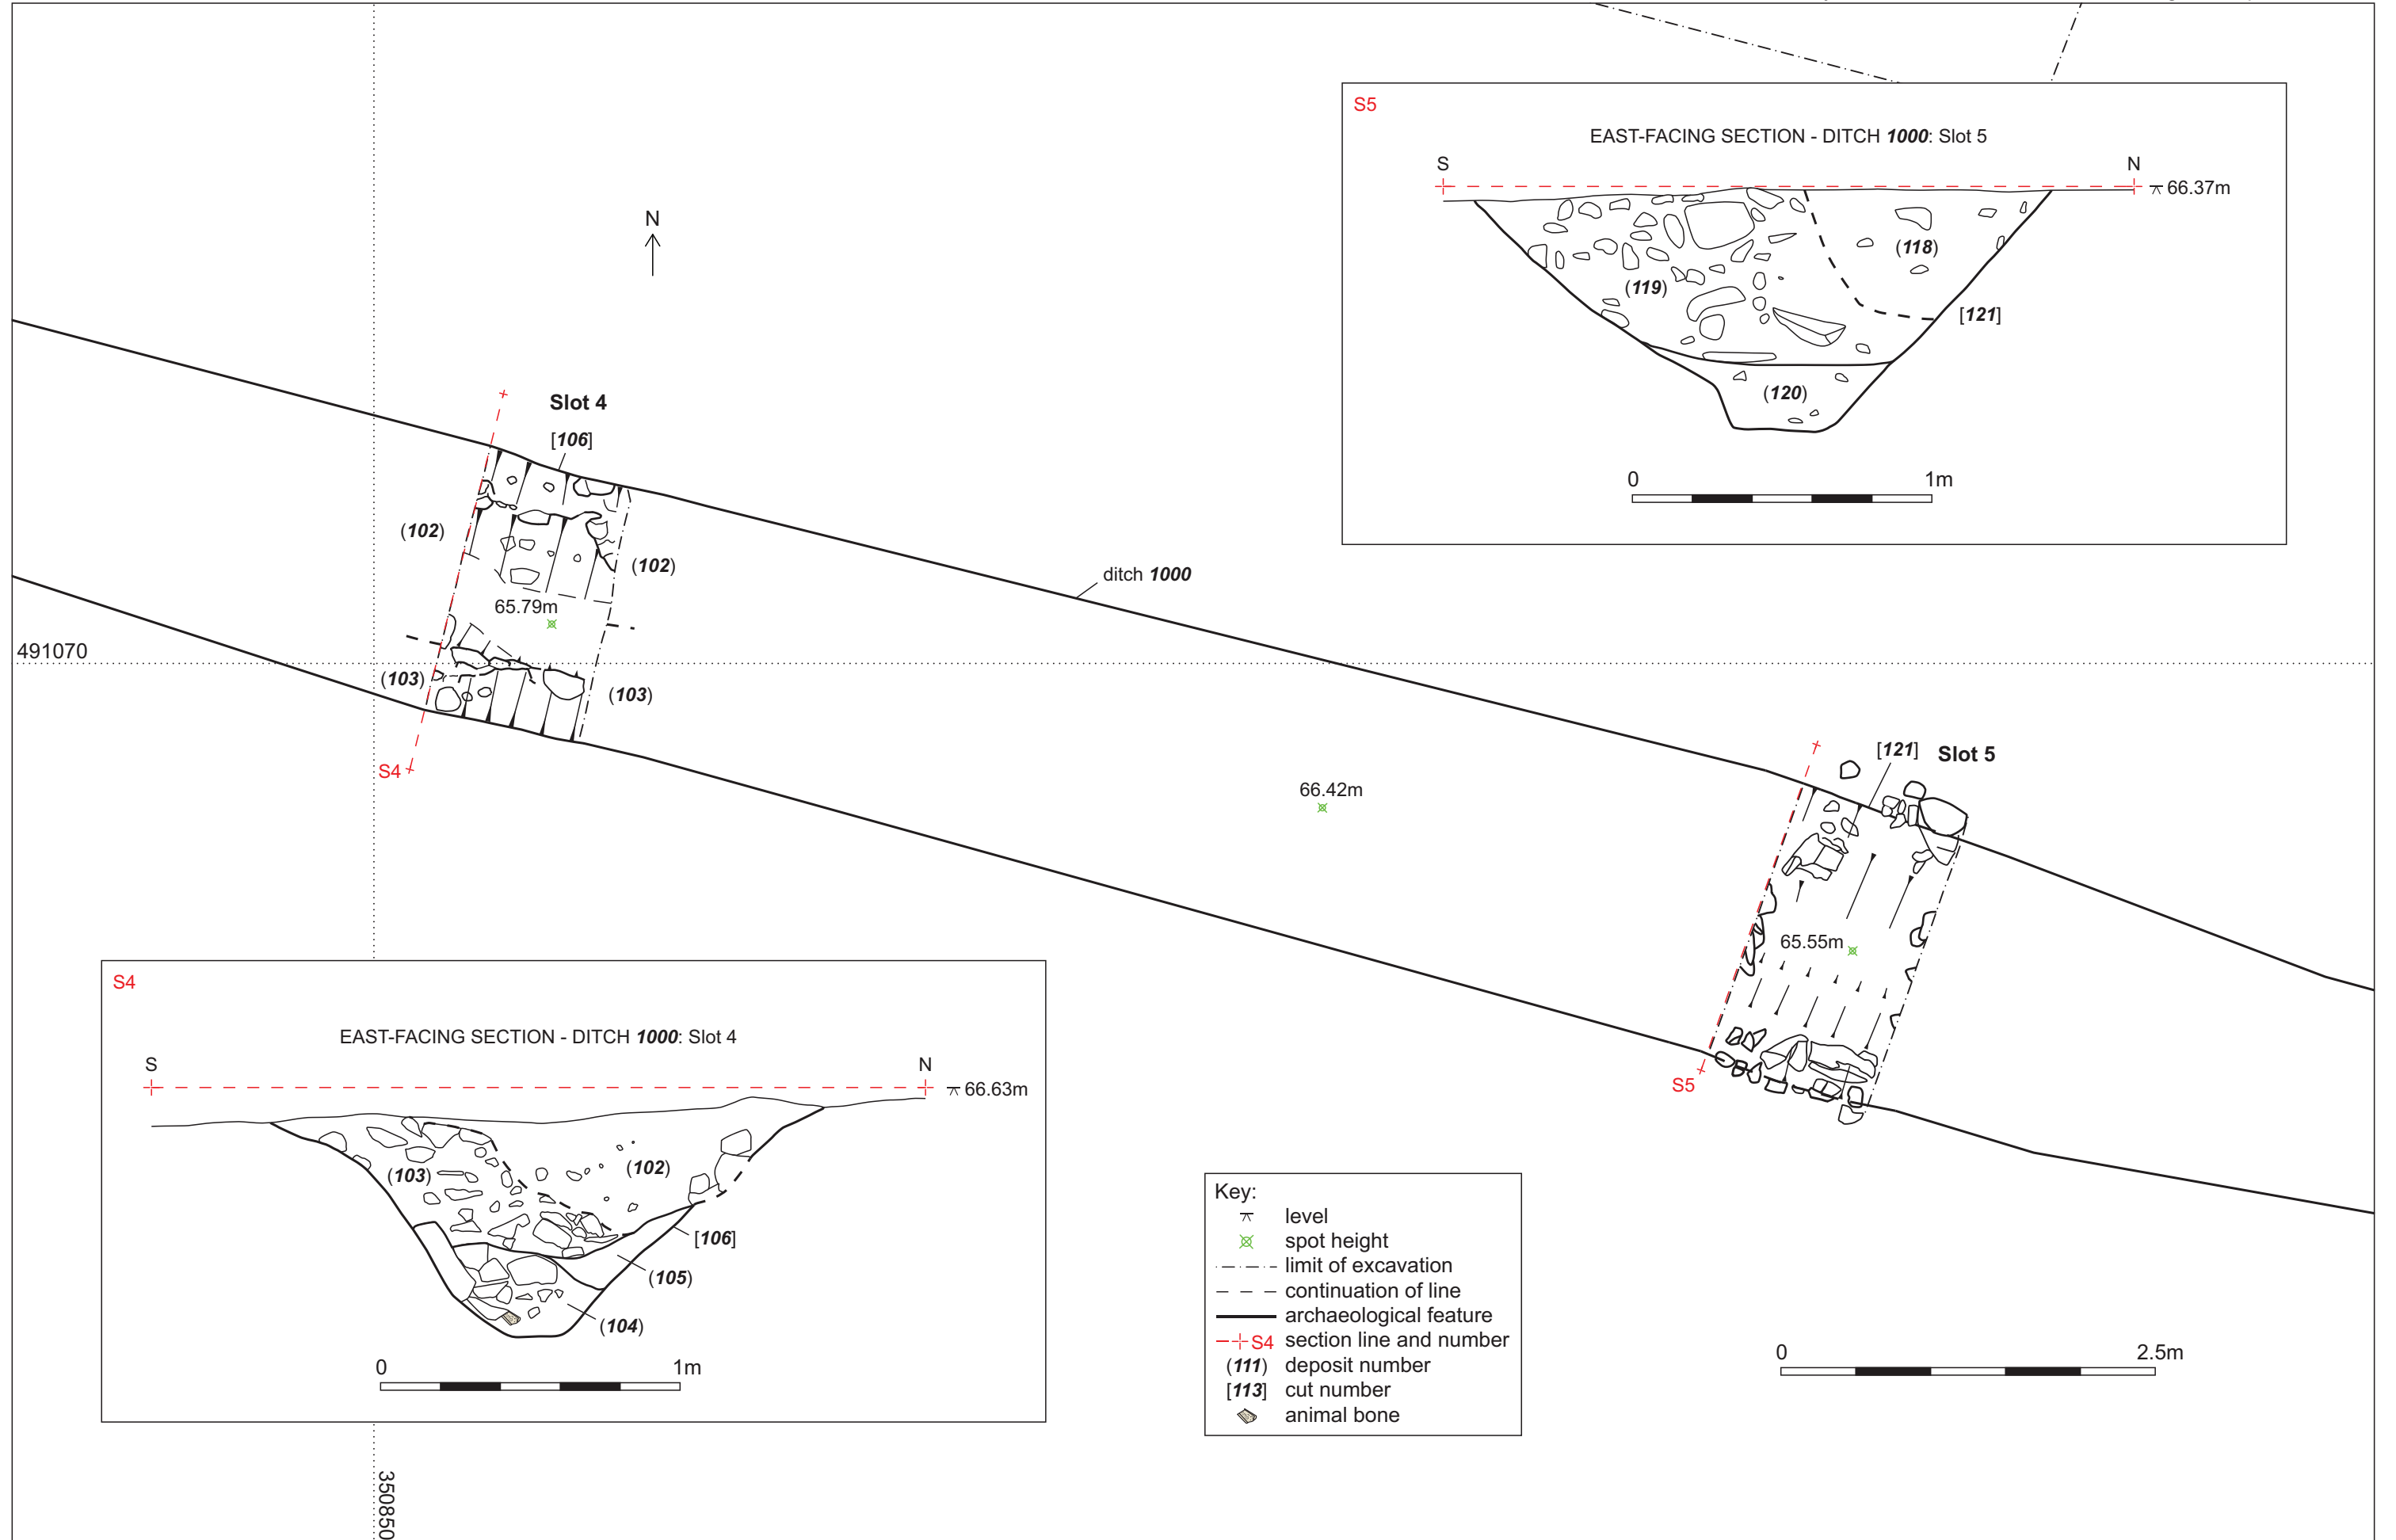 S5
EAST-FACING SECTION - DITCH 1000: Slot 5
S
N
66.37m
(118)
(119)
[121]
(120)
0
1m
N
Slot 4
[106]
(102)
(102)
ditch 1000
65.79m
491070
(103)
(103)
S4
[121]
Slot 5
66.42m
65.55m
S5
S4
EAST-FACING SECTION - DITCH 1000: Slot 4
S
N
66.63m
(102)
(103)
[106]
(105)
(104)
0
1m
Key:
level
spot height
limit of excavation
continuation of line
archaeological feature
S4 section line and number
(111) deposit number
[113] cut number
animal bone
0
2.5m
350850